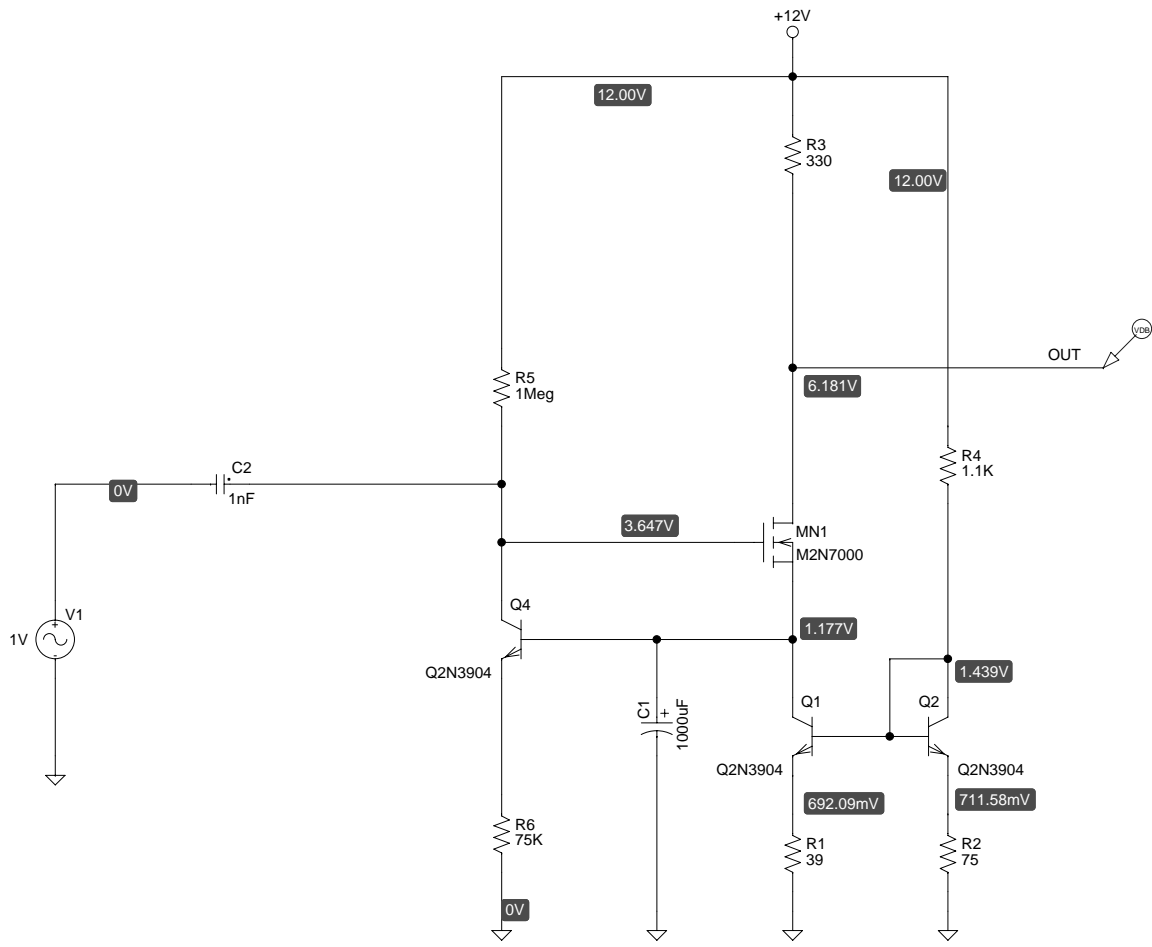 +12V
12.00V
R3
330
12.00V
VDB
OUT
R5
1Meg
6.181V
R4
1.1K
C2
0V
1nF
3.647V
MN1
M2N7000
Q4
V1
+
1V
-
1.177V
Q2N3904
1.439V
C1
+
1000uF
Q1
Q2
Q2N3904
Q2N3904
692.09mV
711.58mV
R6
75K
R1
39
R2
75
0V